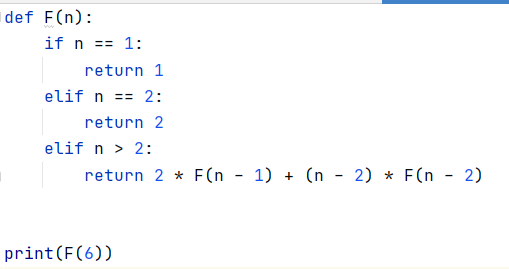 def F(n):
    if n == 1:
        return 1
    elif n == 2:
        return 2
    elif n > 2:
        return 2 * F(n - 1) + (n - 2) * F(n - 2)
print(F(6))